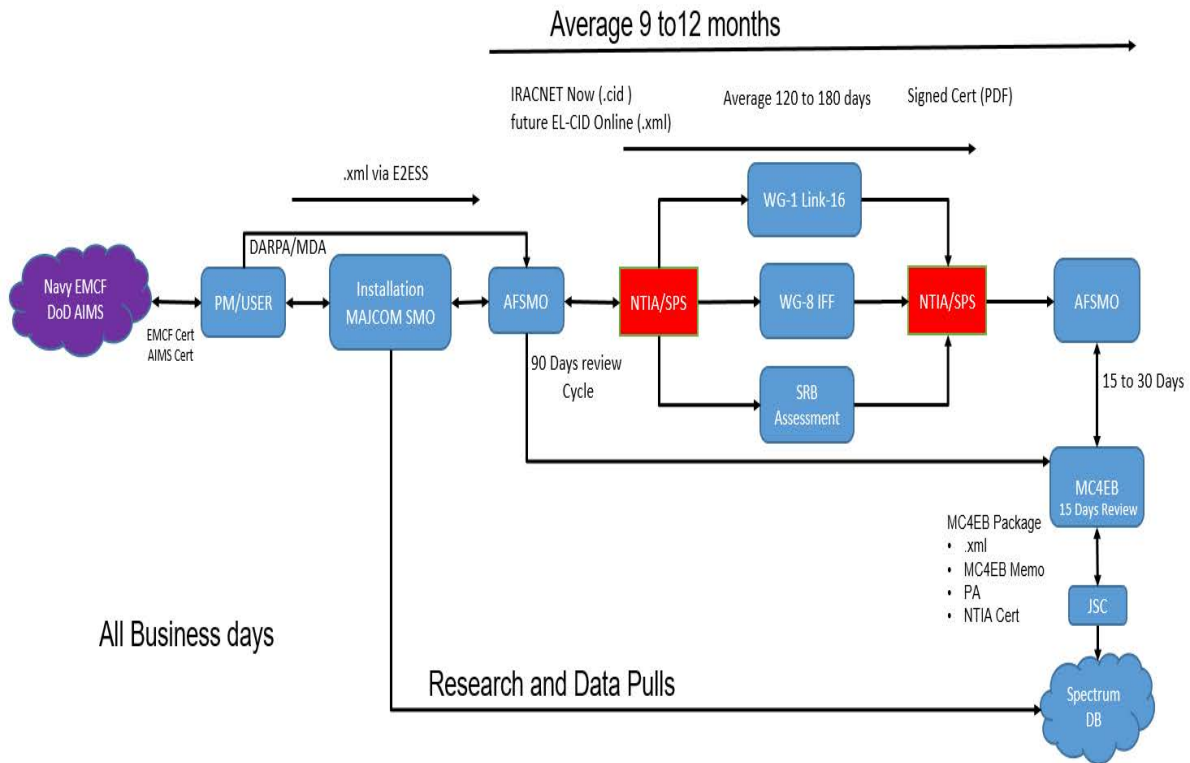 Average 9 to12 months
IRACNET Now (.cid )
future EL-CID Online (.xml)
Average 120 to 180 days
Signed Cert (PDF)
.xml via E2ESS
DARPA/MDA
Navy EMCF
DoD AIMS
EMCF Cert
AIMS Cert
PM/USER
Installation
MAJCOM SMO
AFSMO
90 Days review
Cycle
NTIA/SPS
WG-1 Link-16
WG-8 IFF
SRB
Assessment
NTIA/SPS
AFSMO
15 to 30 Days
MC4EB
15 Days Review
MC4EB Package
• .xml
• MC4EB Memo
• PA
• NTIA Cert
JSC
Spectrum
DB
All Business days
Research and Data Pulls